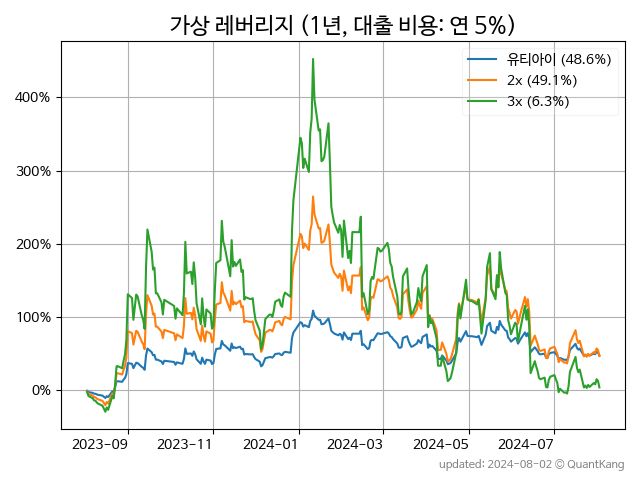 가상 레버리지 (1년, 대출 비용: 연 5%)
유티아이 (48.6%)
2x (49.1%)
3x (6.3%)
400%
300%
200%
100%
0%
2023-09 2023-11 2024-01 2024-03 2024-05 2024-07
updated: 2024-08-02 © QuantKang